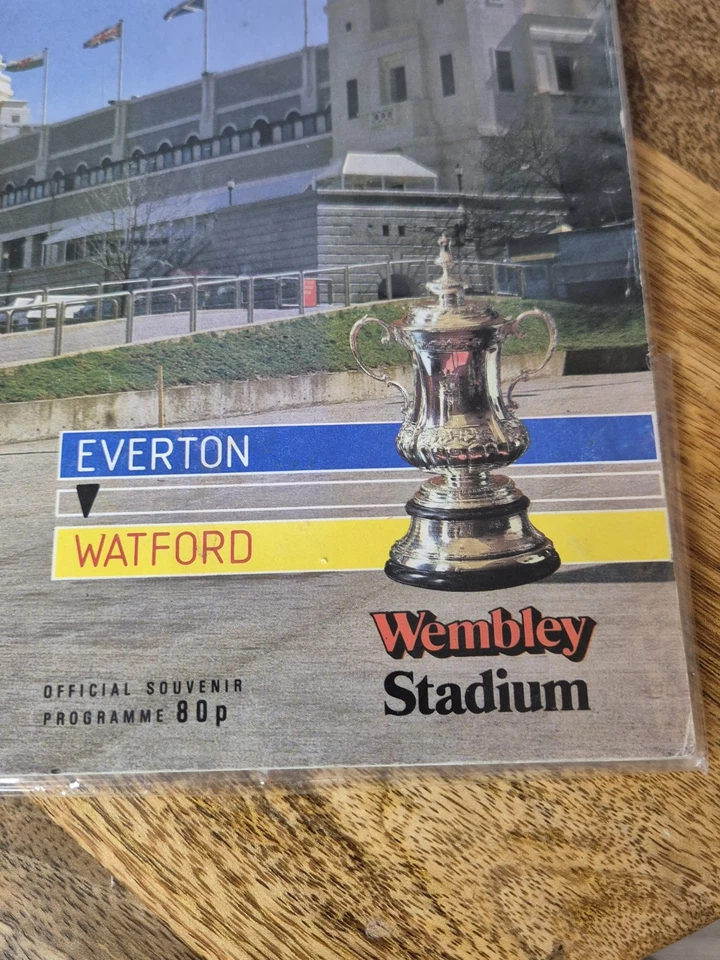 EVERTON
WATFORD
Wembley
Stadium
OFFICIAL SOUVENIR
PROGRAMME 80p